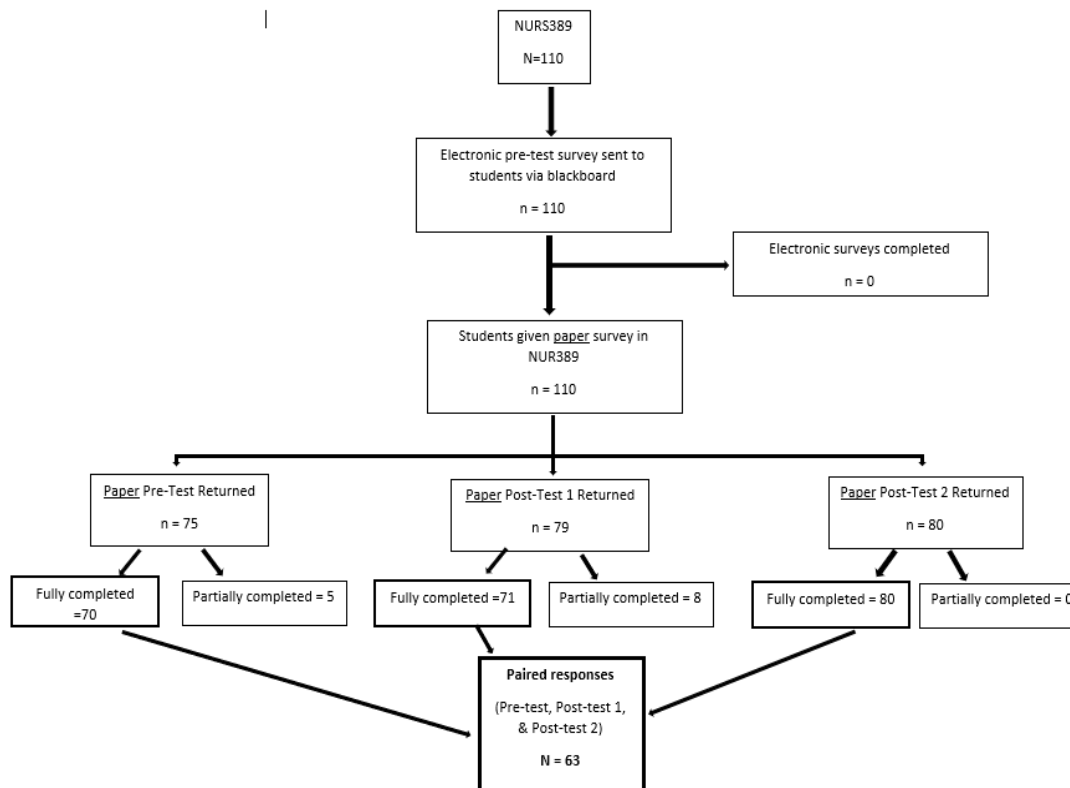 NURS389
N=110
Electronic pre-test survey sent to
students via blackboard
n = 110
Electronic surveys completed
n = 0
Students given paper survey in
NUR389
n = 110
Paper Pre-Test Returned
n = 75
Paper Post-Test 1 Returned
n = 79
Paper Post-Test 2 Returned
n = 80
Fully completed
=70
Partially completed = 5
Fully completed =71
Partially completed = 8
Fully completed = 80
Partially completed = 0
Paired responses
(Pre-test, Post-test 1,
& Post-test 2)
N = 63